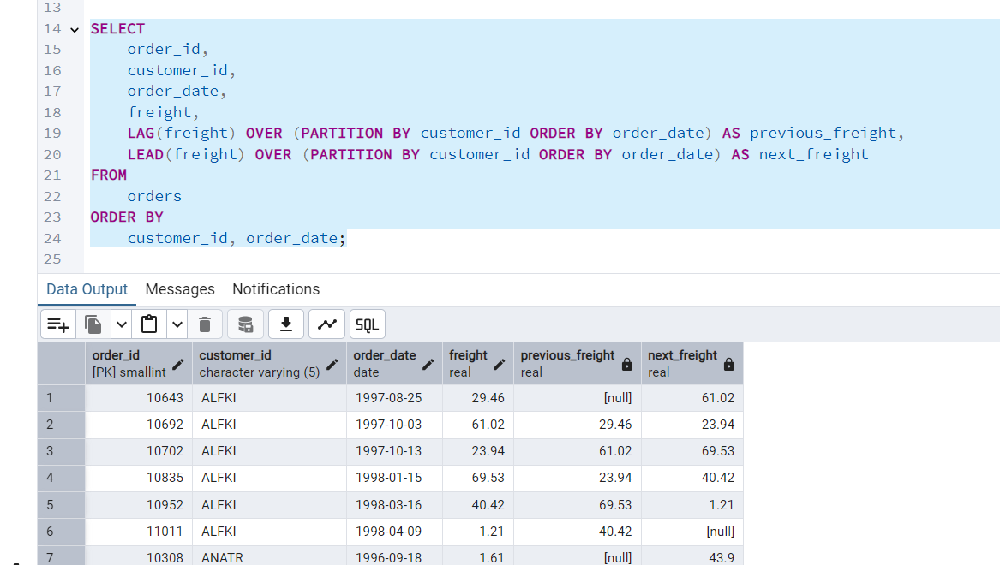 13
14 SELECT
15 order_id,
16 customer_id,
17 order_date,
18 freight,
19 LAG(freight) OVER (PARTITION BY customer_id ORDER BY order_date) AS previous_freight,
20 LEAD(freight) OVER (PARTITION BY customer_id ORDER BY order_date) AS next_freight
21 FROM
22 orders
23 ORDER BY
24 customer_id, order_date;
25
Data Output Messages Notifications
SQL
order_id customer_id order_date freight previous_freight next_freight
[PK] smallint character varying (5) date real real real
1 10643 ALFKI 1997-08-25 29.46 [null] 61.02
2 10692 ALFKI 1997-10-03 61.02 29.46 23.94
3 10702 ALFKI 1997-10-13 23.94 61.02 69.53
4 10835 ALFKI 1998-01-15 69.53 23.94 40.42
5 10952 ALFKI 1998-03-16 40.42 69.53 1.21
6 11011 ALFKI 1998-04-09 1.21 40.42 [null]
7 10308 ANATR 1996-09-18 1.61 [null] 43.9